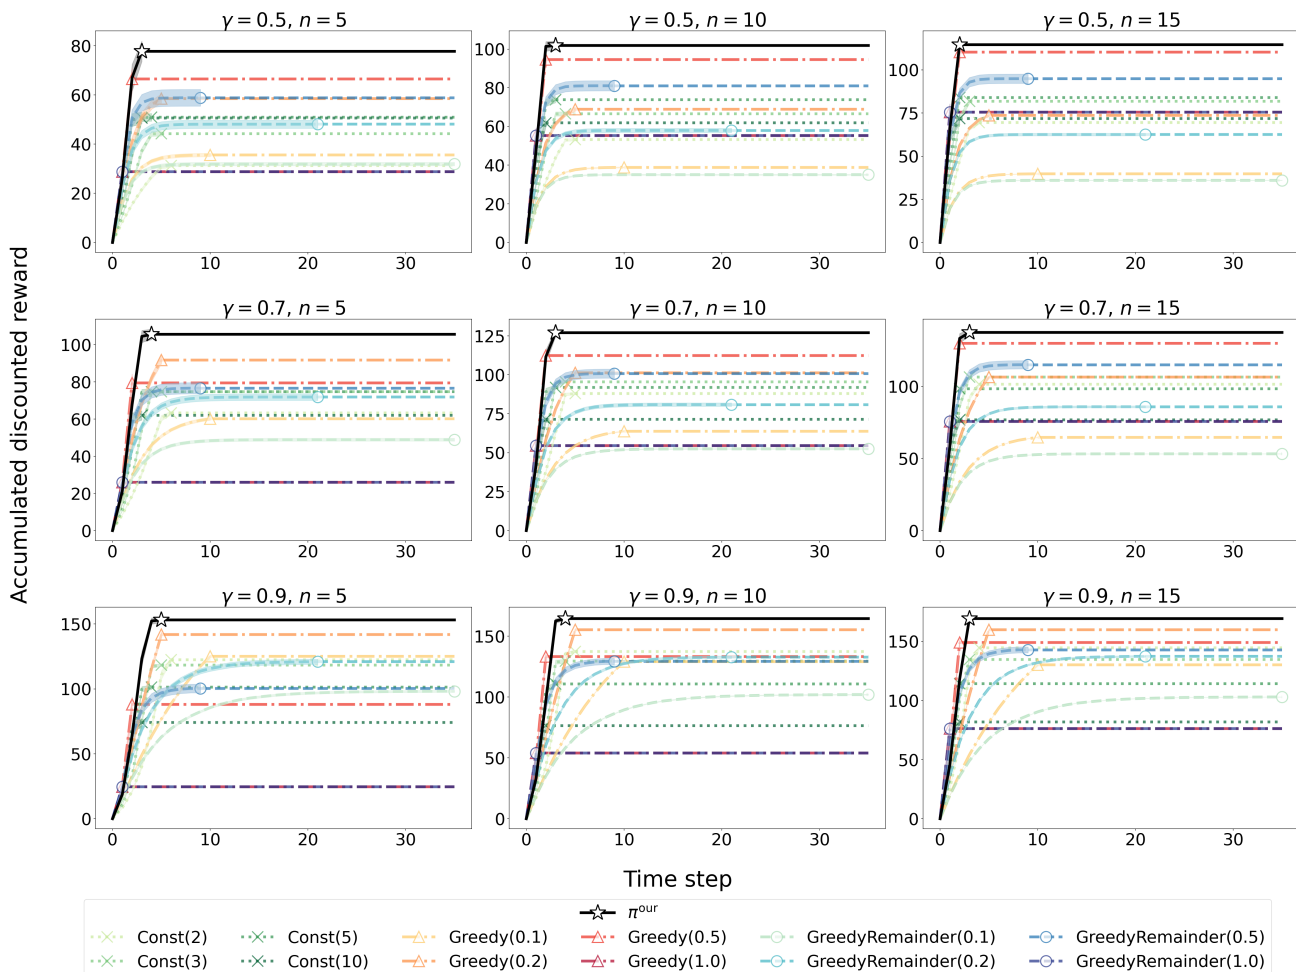 γ = 0.5, n = 5
γ = 0.5, n = 10
γ = 0.5, n = 15
80
60
40
20
0
0 10 20 30
100
80
60
40
20
0
0 10 20 30
100
75
50
25
0
0 10 20 30
γ = 0.7, n = 5
γ = 0.7, n = 10
γ = 0.7, n = 15
100
80
60
40
20
0
0 10 20 30
125
100
75
50
25
0
0 10 20 30
100
50
0
0 10 20 30
γ = 0.9, n = 5
γ = 0.9, n = 10
γ = 0.9, n = 15
150
100
50
0
0 10 20 30
150
100
50
0
0 10 20 30
150
100
50
0
0 10 20 30
Accumulated discounted reward
Time step
π^our
Const(2) Const(5) Greedy(0.1) Greedy(0.5) GreedyRemainder(0.1) GreedyRemainder(0.5)
Const(3) Const(10) Greedy(0.2) Greedy(1.0) GreedyRemainder(0.2) GreedyRemainder(1.0)